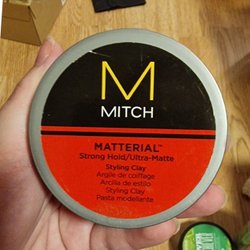 M
MITCH
MATTERIAL™
Strong Hold/Ultra-Matte
Styling Clay
Argile de coiffage
Arcilla de estilo
Styling Clay
Pasta modellante